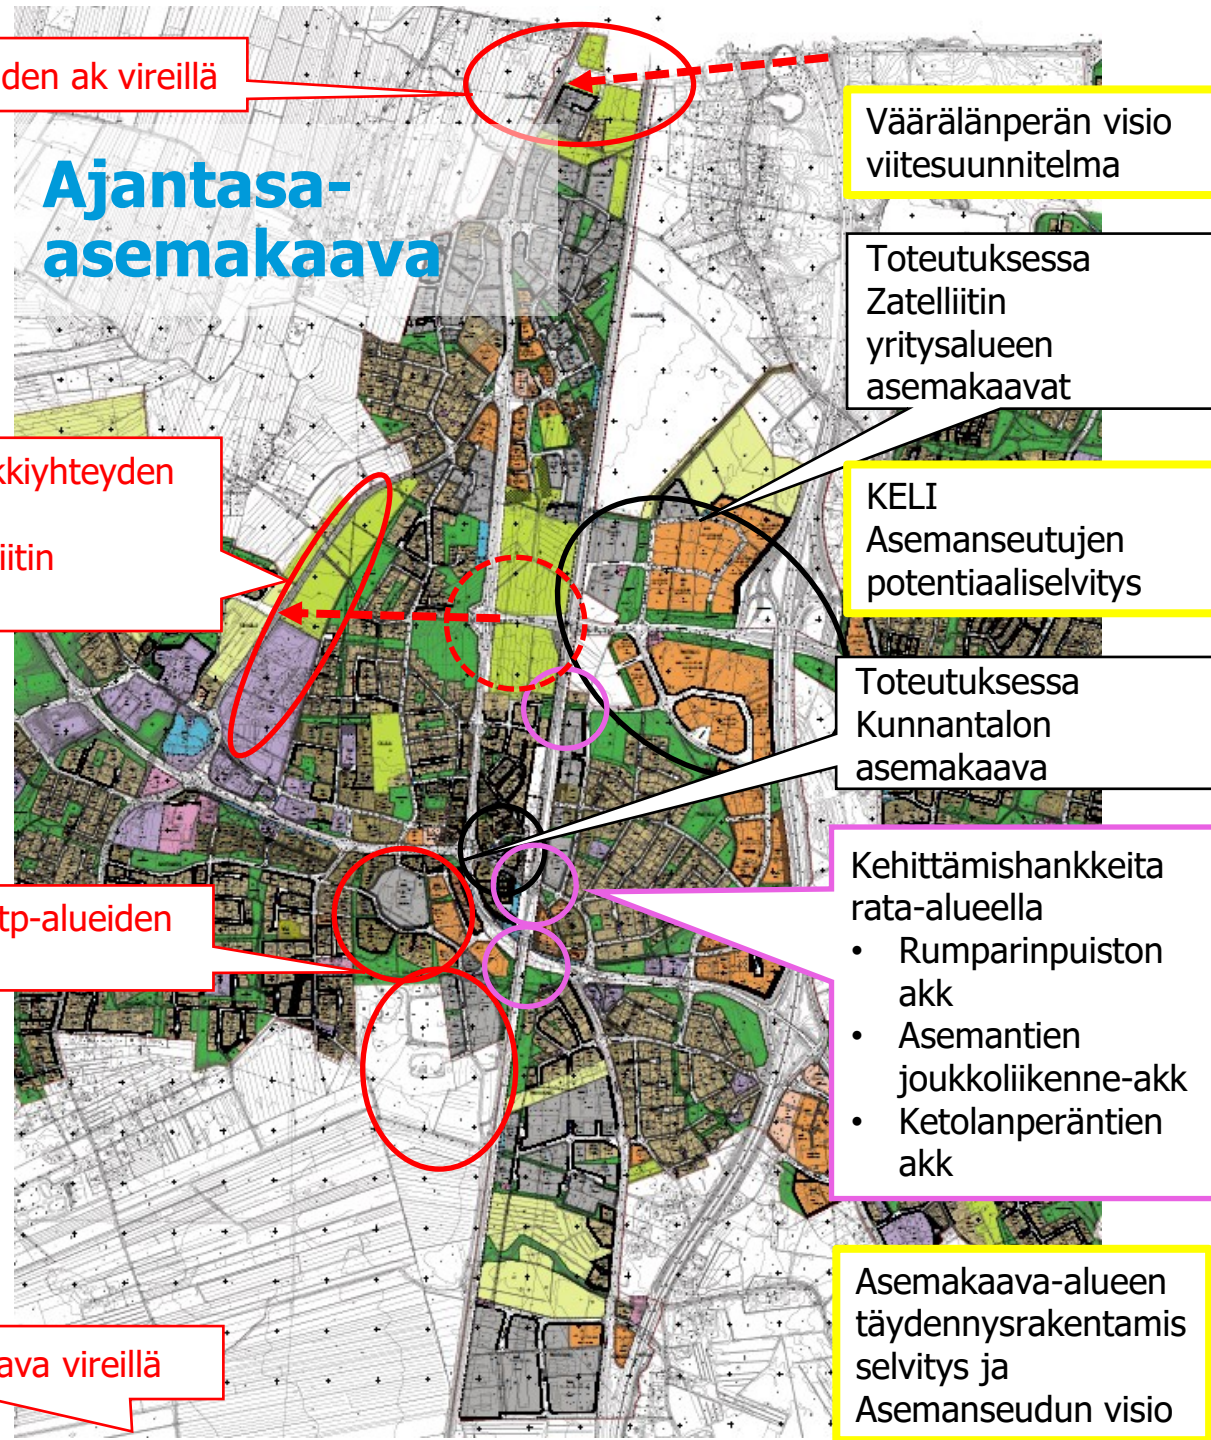 den ak vireillä
Ajantasa-
asemakaava
Väärälänperän visio
viitesuunnitelma
Toteutuksessa
Zatelliitin
yritysalueen
asemakaavat
KELI
Asemanseutujen
potentiaaliselvitys
Toteutuksessa
Kunnantalon
asemakaava
Kehittämishankkeita
rata-alueella
• Rumparinpuiston
akk
• Asemantien
joukkoliikenne-akk
• Ketolanperäntien
akk
Asemakaava-alueen
täydennysrakentamis
selvitys ja
Asemanseudun visio
kkiyhteyden
iitin
tp-alueiden
ava vireillä